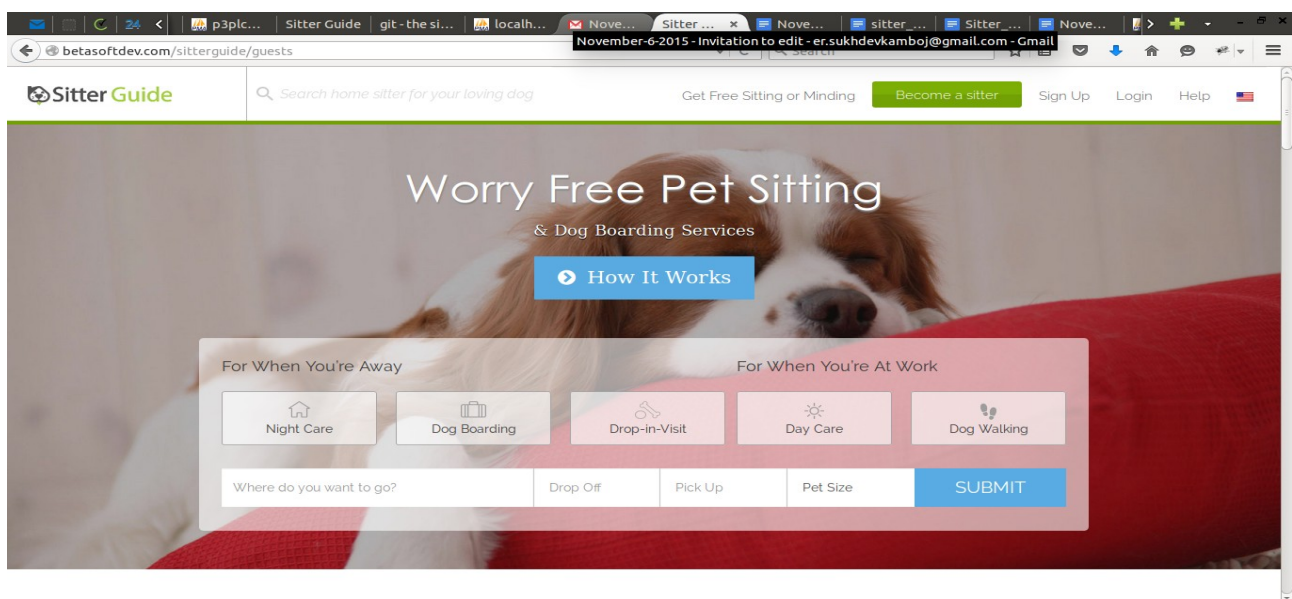 24 < p3plc... Sitter Guide git - the si... localh... Nove... Sitter ... × Nove... sitter_... Sitter_... Nove... >
betasoftdev.com/sitterguide/guests
November-6-2015 - Invitation to edit - er.sukhdevkamboj@gmail.com - Gmail
Sitter Guide
Search home sitter for your loving dog
Get Free Sitting or Minding Become a sitter Sign Up Login Help
Worry Free Pet Sitting
& Dog Boarding Services
How It Works
For When You're Away For When You're At Work
Night Care Dog Boarding Drop-in-Visit Day Care Dog Walking
Where do you want to go? Drop Off Pick Up Pet Size SUBMIT